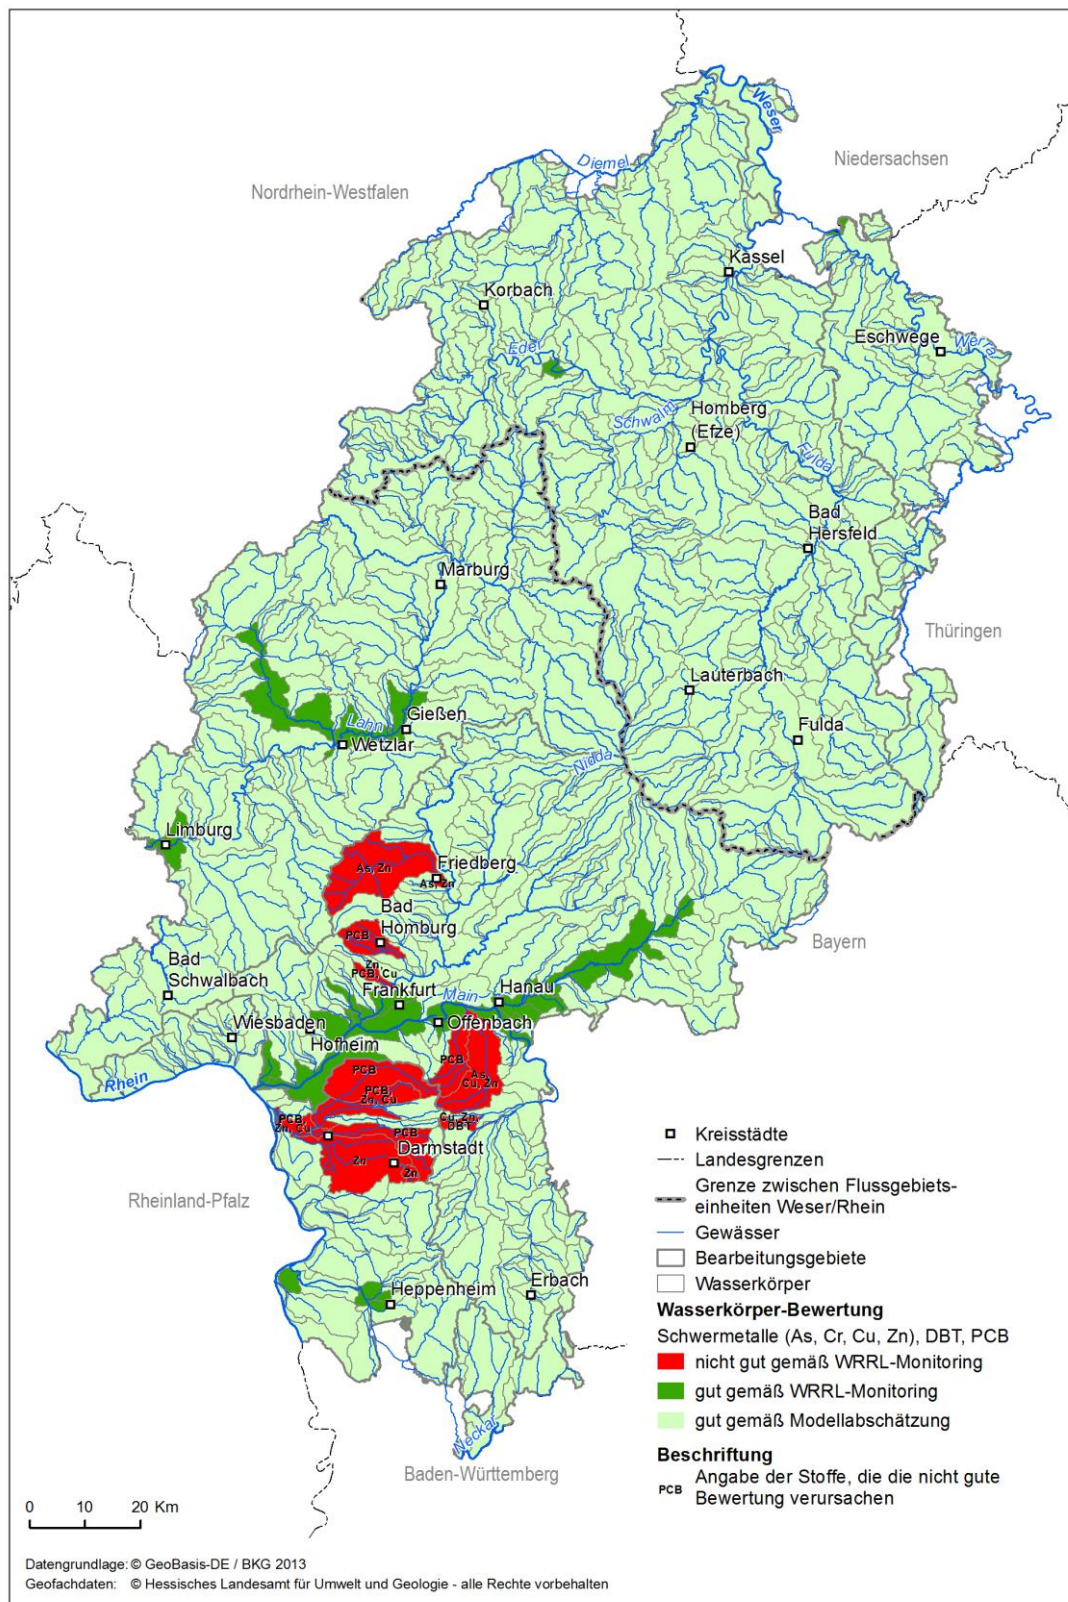 Weser
Niedersachsen
Diemel
Nordrhein-Westfalen
Kassel
Korbach
Eschwege
Werra
Eder
Homberg
(Efze)
Schwalm
Fulda
Bad
Hersfeld
Marburg
Thüringen
Lauterbach
Gießen
Lahn
Wetzlar
Fulda
Nidda
Limburg
As, Zn
Friedberg
As, Zn
Bad
Homburg
PCB
Bayern
Zn
PCB, Cu
Bad
Schwalbach
Frankfurt
Main
Hanau
Wiesbaden
Hofheim
Offenbach
Rhein
PCB
PCB
As,
Cu, Zn
PCB,
Zn, Cu
PCB,
Zn, Cu
Cu, Zn,
DBT
PCB
Darmstadt
Zn
Zn
Rheinland-Pfalz
Heppenheim
Erbach
Neckar
Baden-Württemberg
Kreisstädte
Landesgrenzen
Grenze zwischen Flussgebiets-
einheiten Weser/Rhein
Gewässer
Bearbeitungsgebiete
Wasserkörper
Wasserkörper-Bewertung
Schwermetalle (As, Cr, Cu, Zn), DBT, PCB
nicht gut gemäß WRRL-Monitoring
gut gemäß WRRL-Monitoring
gut gemäß Modellabschätzung
Beschriftung
PCB Angabe der Stoffe, die die nicht gute
Bewertung verursachen
0 10 20 Km
Datengrundlage: © GeoBasis-DE / BKG 2013
Geofachdaten: © Hessisches Landesamt für Umwelt und Geologie - alle Rechte vorbehalten